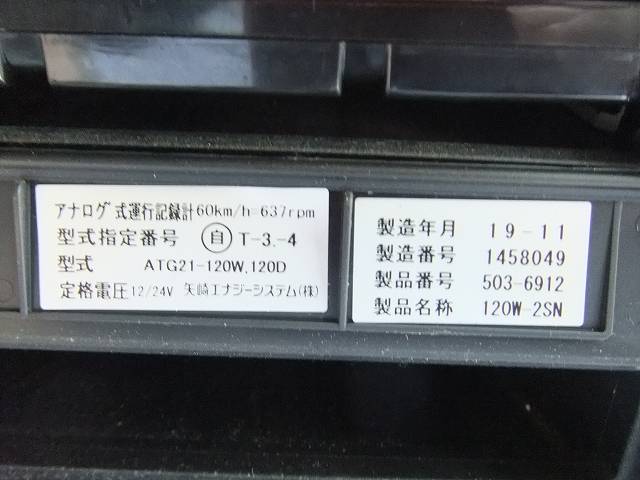 アナログ式運行記録計60km/h=637rpm
型式指定番号 自 T-3.-4
型式 ATG21-120W,120D
定格電圧12/24V 矢崎エナジーシステム(株)
製造年月 19-11
製造番号 1458049
製品番号 503-6912
製品名称 120W-2SN